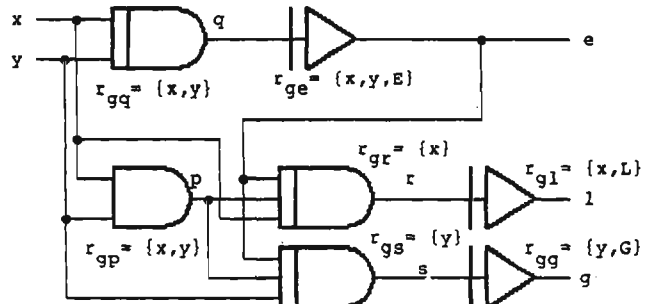 x
q
y
e
r_gq = {x,y}
r_ge = {x,y,E}
r_gr = {x}
p
r
r_gl = {x,L}
l
r_gp = {x,y}
r_gs = {y}
r_gg = {y,G}
s
g